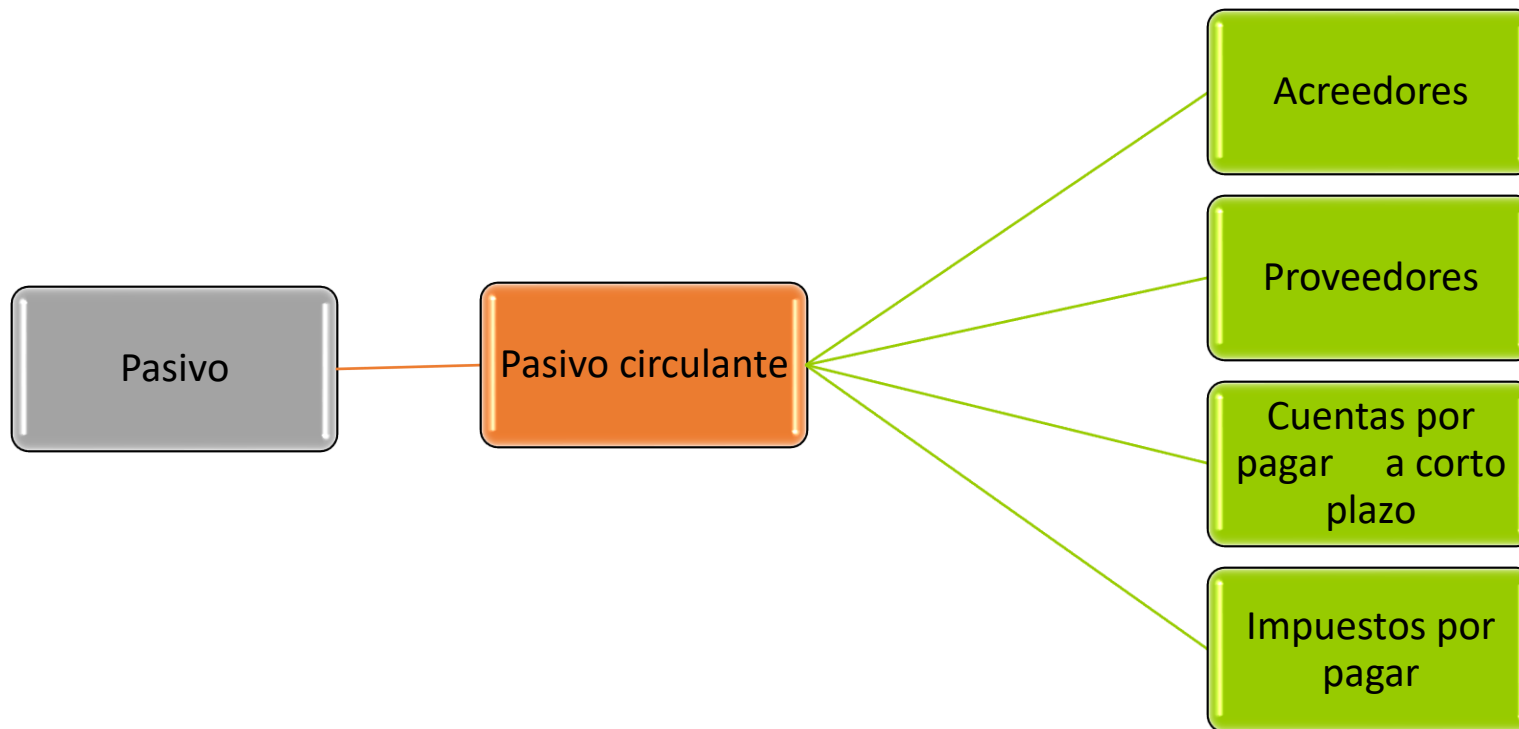 Pasivo
Pasivo circulante
Acreedores
Proveedores
Cuentas por
pagar a corto
plazo
Impuestos por
pagar